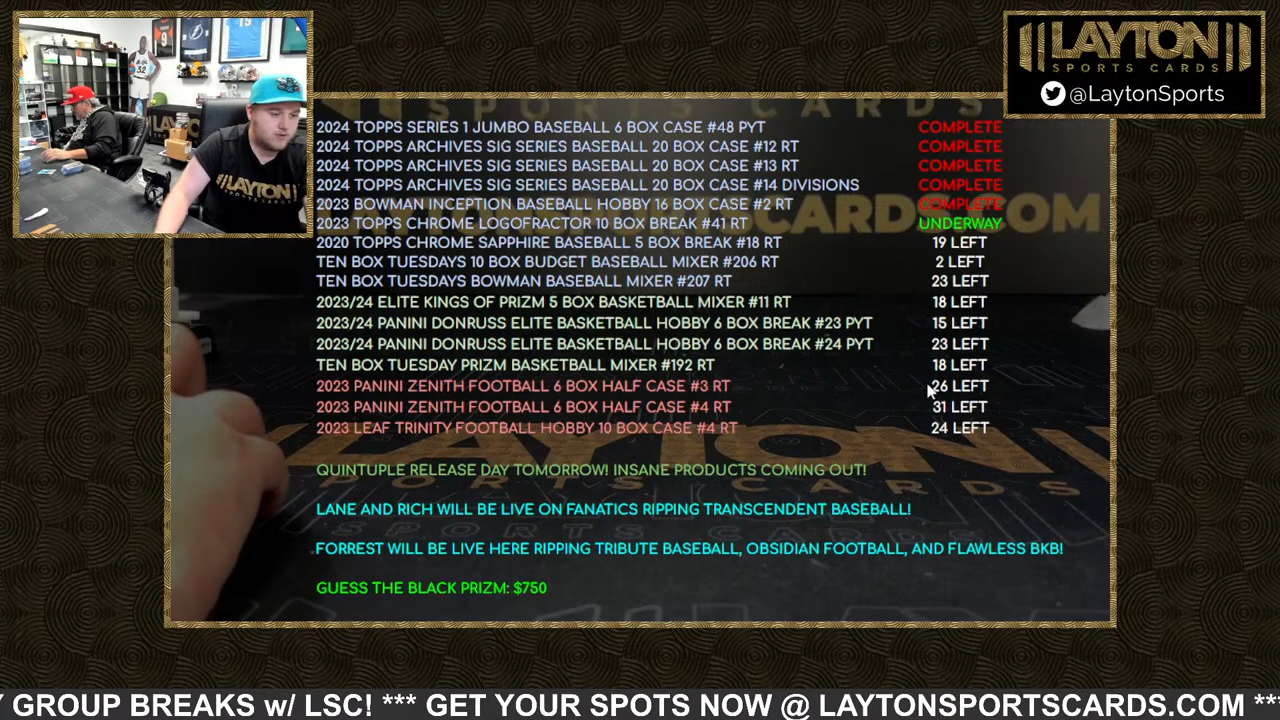 LAYTON
SPORTS CARDS
@LaytonSports
2024 TOPPS SERIES 1 JUMBO BASEBALL 6 BOX CASE #48 PYT COMPLETE
2024 TOPPS ARCHIVES SIG SERIES BASEBALL 20 BOX CASE #12 RT COMPLETE
2024 TOPPS ARCHIVES SIG SERIES BASEBALL 20 BOX CASE #13 RT COMPLETE
2024 TOPPS ARCHIVES SIG SERIES BASEBALL 20 BOX CASE #14 DIVISIONS COMPLETE
2023 BOWMAN INCEPTION BASEBALL HOBBY 16 BOX CASE #2 RT COMPLETE
2023 TOPPS CHROME LOGOFRACTOR 10 BOX BREAK #41 RT UNDERWAY
2020 TOPPS CHROME SAPPHIRE BASEBALL 5 BOX BREAK #18 RT 19 LEFT
TEN BOX TUESDAYS 10 BOX BUDGET BASEBALL MIXER #206 RT 2 LEFT
TEN BOX TUESDAYS BOWMAN BASEBALL MIXER #207 RT 23 LEFT
2023/24 ELITE KINGS OF PRIZM 5 BOX BASKETBALL MIXER #11 RT 18 LEFT
2023/24 PANINI DONRUSS ELITE BASKETBALL HOBBY 6 BOX BREAK #23 PYT 15 LEFT
2023/24 PANINI DONRUSS ELITE BASKETBALL HOBBY 6 BOX BREAK #24 PYT 23 LEFT
TEN BOX TUESDAY PRIZM BASKETBALL MIXER #192 RT 18 LEFT
2023 PANINI ZENITH FOOTBALL 6 BOX HALF CASE #3 RT 26 LEFT
2023 PANINI ZENITH FOOTBALL 6 BOX HALF CASE #4 RT 31 LEFT
2023 LEAF TRINITY FOOTBALL HOBBY 10 BOX CASE #4 RT 24 LEFT
QUINTUPLE RELEASE DAY TOMORROW! INSANE PRODUCTS COMING OUT!
LANE AND RICH WILL BE LIVE ON FANATICS RIPPING TRANSCENDENT BASEBALL!
FORREST WILL BE LIVE HERE RIPPING TRIBUTE BASEBALL, OBSIDIAN FOOTBALL, AND FLAWLESS BKB!
GUESS THE BLACK PRIZM: $750
Y GROUP BREAKS w/ LSC! *** GET YOUR SPOTS NOW @ LAYTONSPORTSCARDS.COM ***